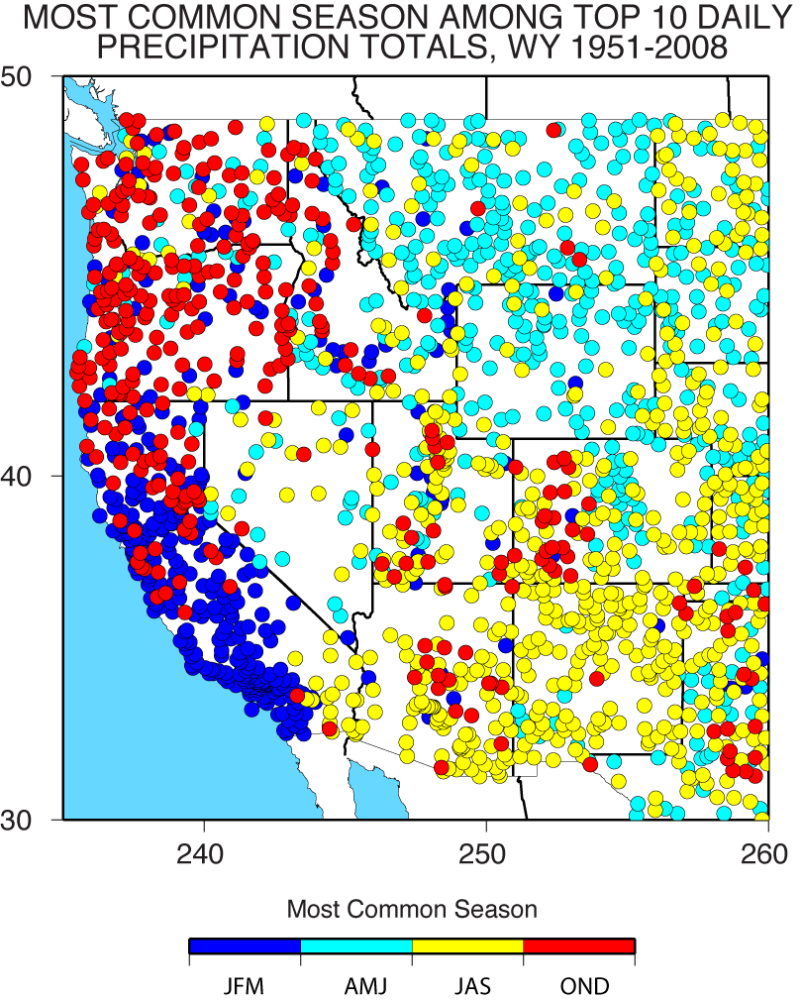 MOST COMMON SEASON AMONG TOP 10 DAILY
PRECIPITATION TOTALS, WY 1951-2008
50
40
30
240 250 260
Most Common Season
JFM AMJ JAS OND